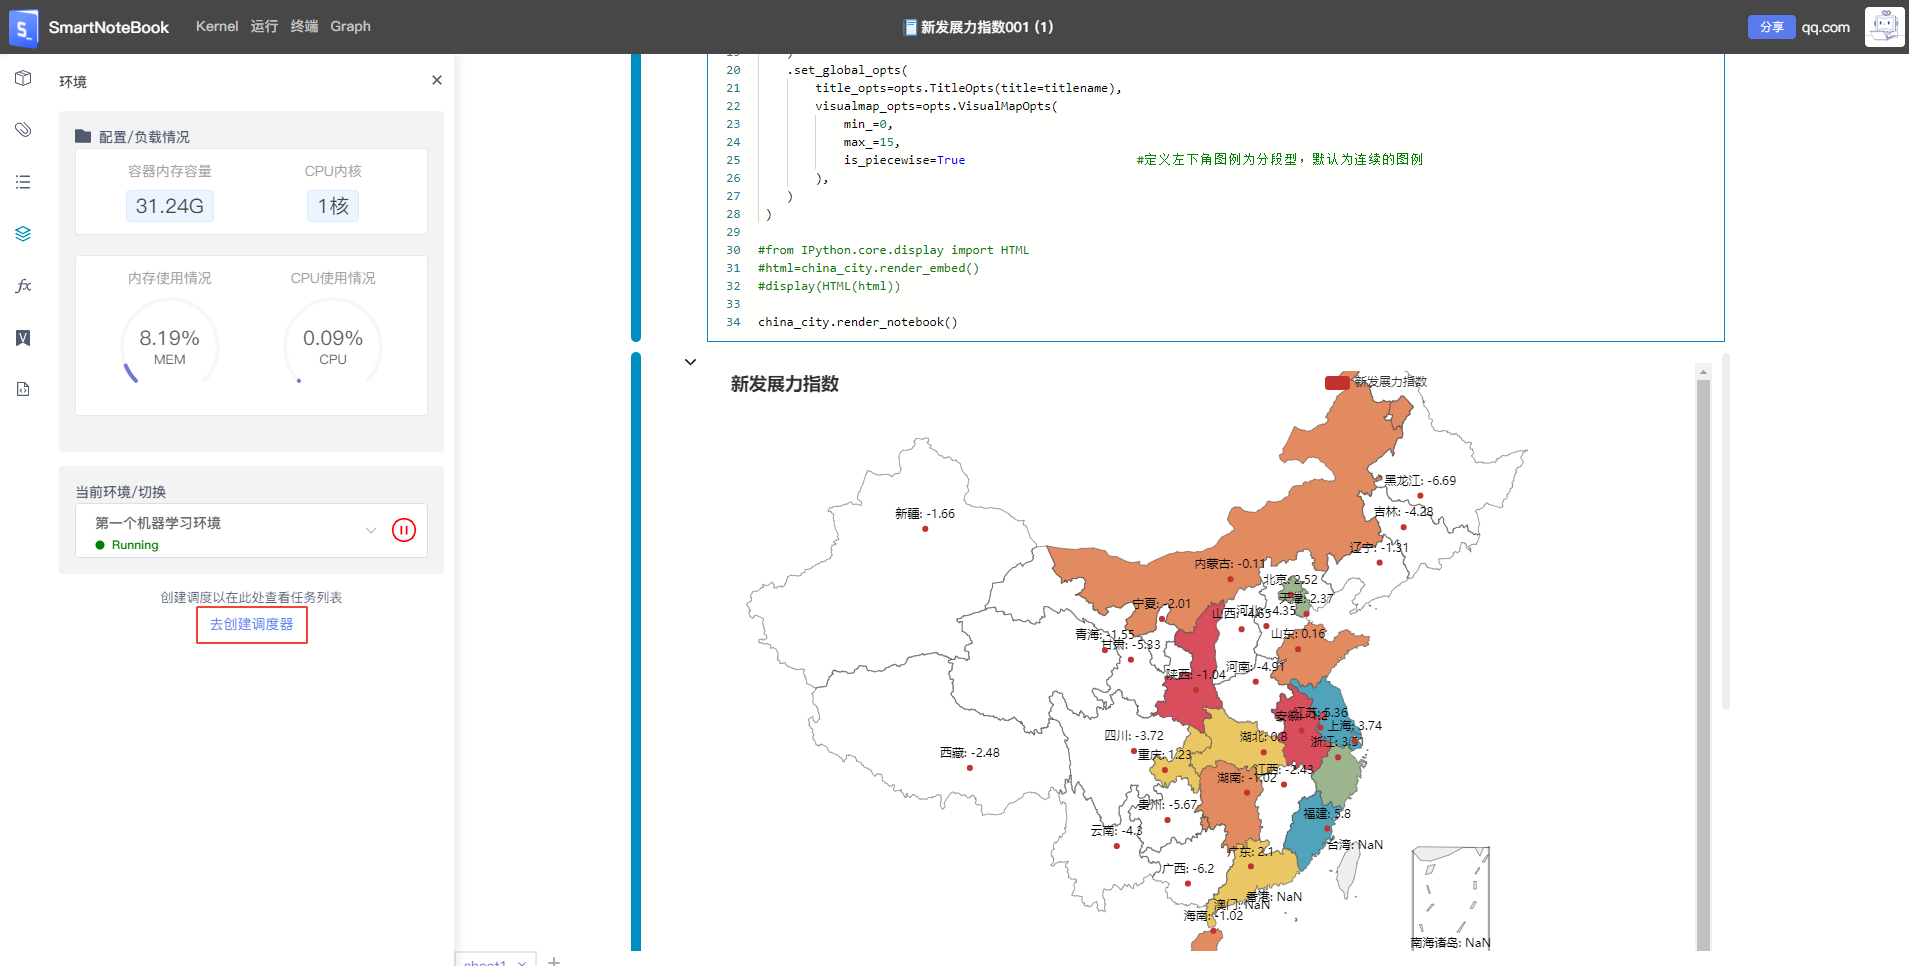 SmartNoteBook
Kernel 运行 终端 Graph
新发展力指数001 (1)
分享 qq.com
环境
配置/负载情况
容器内存容量 CPU内核
31.24G 1核
内存使用情况 CPU使用情况
8.19% 0.09%
MEM CPU
当前环境/切换
第一个机器学习环境
Running
创建调度以在此处查看任务列表
去创建调度器
19 )
20 .set_global_opts(
21 title_opts=opts.TitleOpts(title=titlename),
22 visualmap_opts=opts.VisualMapOpts(
23 min_=0,
24 max_=15,
25 is_piecewise=True #定义左下角图例为分段型，默认为连续的图例
26 ),
27 )
28 )
29
30 #from IPython.core.display import HTML
31 #html=china_city.render_embed()
32 #display(HTML(html))
33
34 china_city.render_notebook()
新发展力指数
新发展力指数
黑龙江: -6.69
新疆: -1.66
吉林: -4.28
辽宁: -1.31
内蒙古: -0.11
北京: 2.52
天津: 2.37
宁夏: -2.01
山西: -4.65
河北: -4.35
青海: -1.55
山东: 0.16
甘肃: -5.33
河南: -4.91
陕西: -1.04
江苏: 5.36
上海: 3.74
四川: -3.72
湖北: 0.8
西藏: -2.48
重庆: 1.23
江西: -2.43
湖南: -1.02
贵州: -5.67
福建: 5.8
云南: -4.3
台湾: NaN
广东: 2.1
广西: -6.2
香港: NaN
澳门: NaN
海南: -1.02
南海诸岛: NaN
sheet1